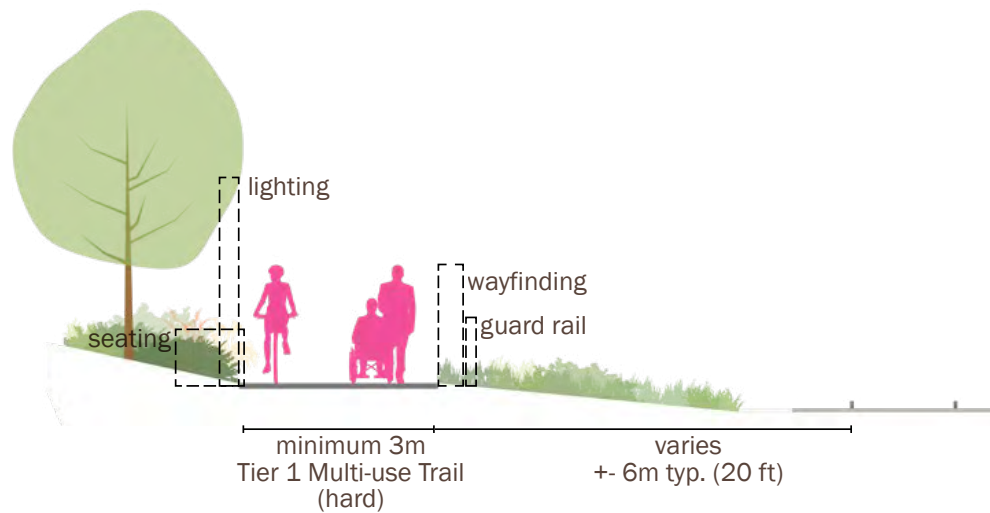 lighting
wayfinding
guard rail
seating
minimum 3m
Tier 1 Multi-use Trail
(hard)
varies
+- 6m typ. (20 ft)